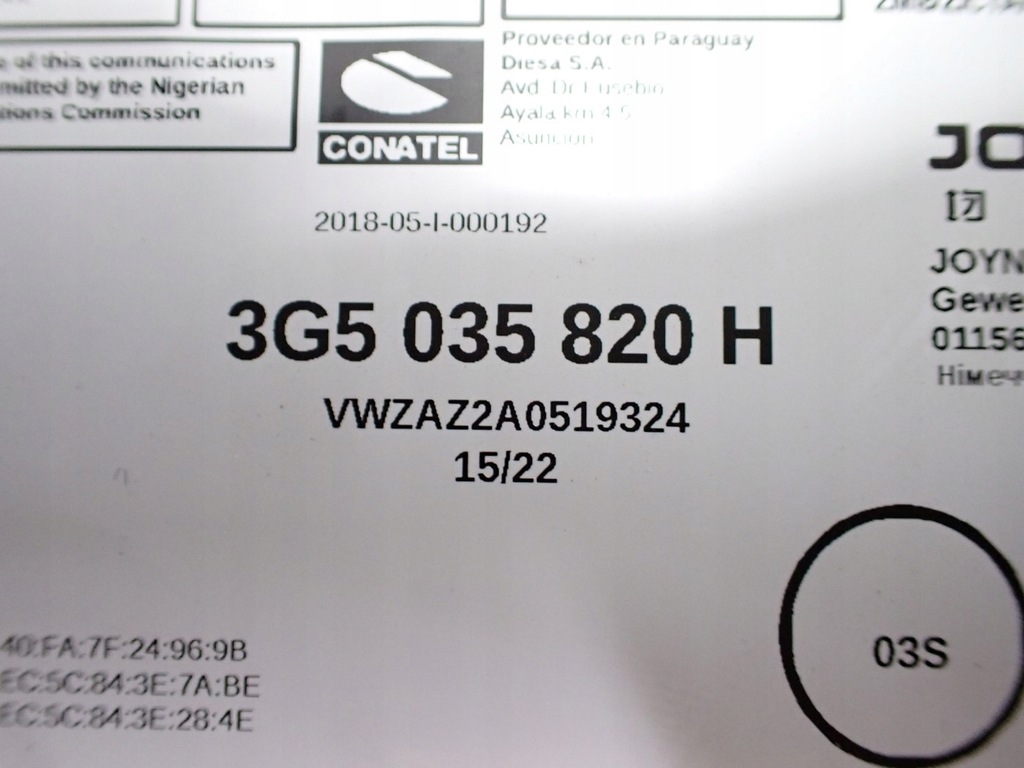 of this communications
mitted by the Nigerian
Commission
CONATEL
Proveedor en Paraguay
Diesa S.A.
Avd. Dr Eusebio
Ayala km 4.5
Asuncion
2018-05-I-000192
3G5 035 820 H
VWZAZ2A0519324
15/22
JO
JOYN
Gewe
01156
Німеч
40:FA:7F:24:96:9B
EC:5C:84:3E:7A:BE
EC:5C:84:3E:28:4E
03S